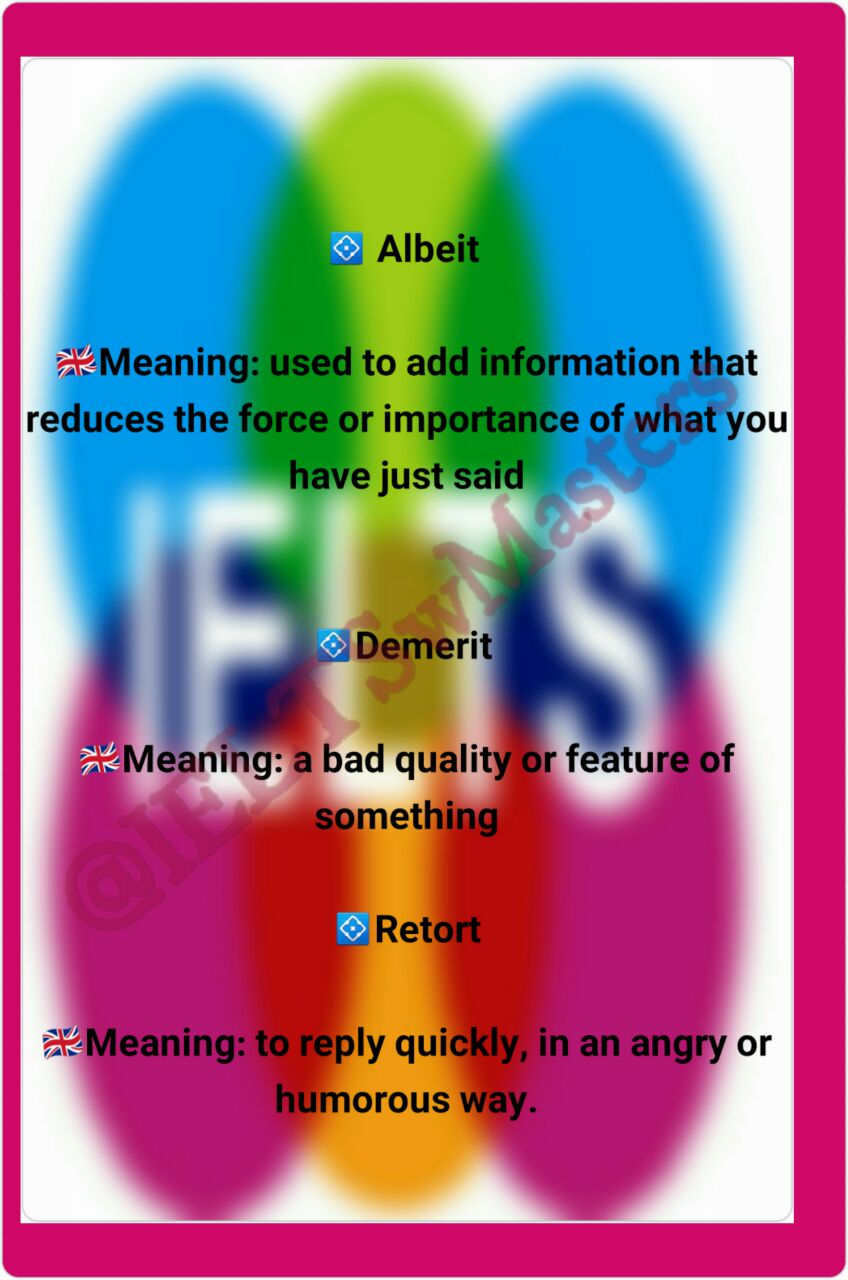 💠 Albeit
🇬🇧Meaning: used to add information that
reduces the force or importance of what you
have just said
💠Demerit
🇬🇧Meaning: a bad quality or feature of
something
💠Retort
🇬🇧Meaning: to reply quickly, in an angry or
humorous way.
IELTS
@IELTSwMasters